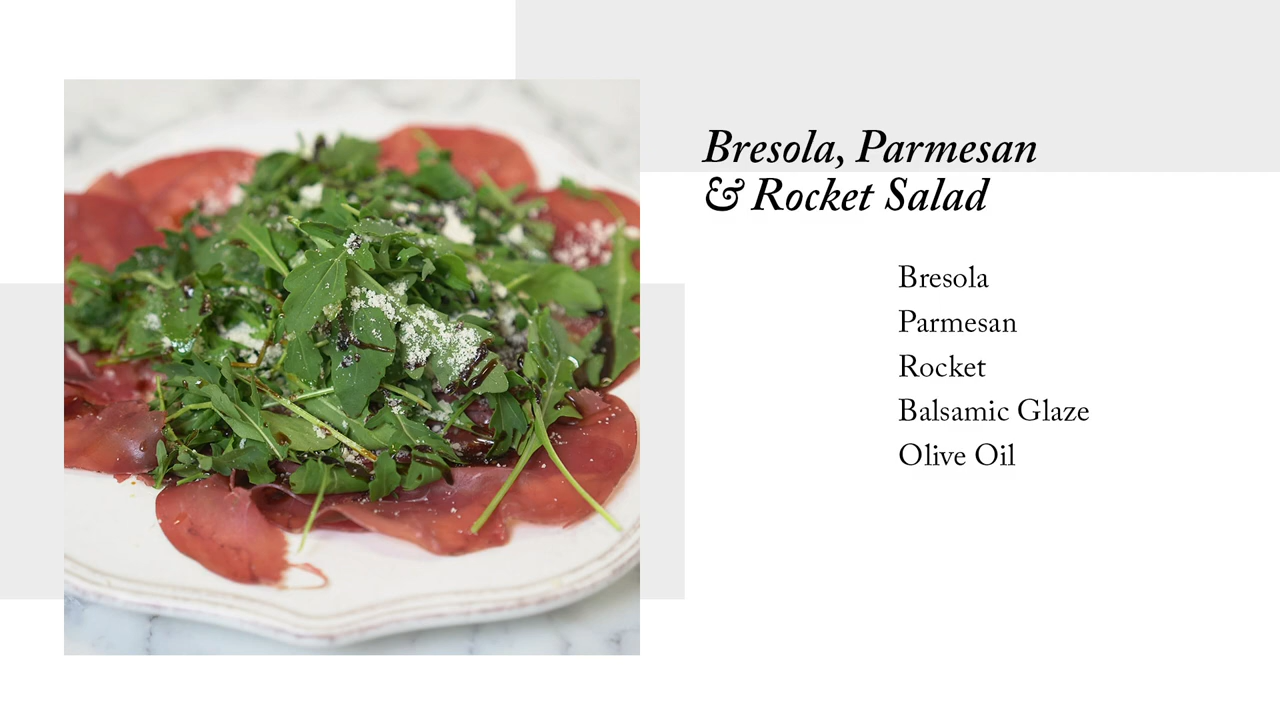 Bresola, Parmesan
& Rocket Salad
Bresola
Parmesan
Rocket
Balsamic Glaze
Olive Oil